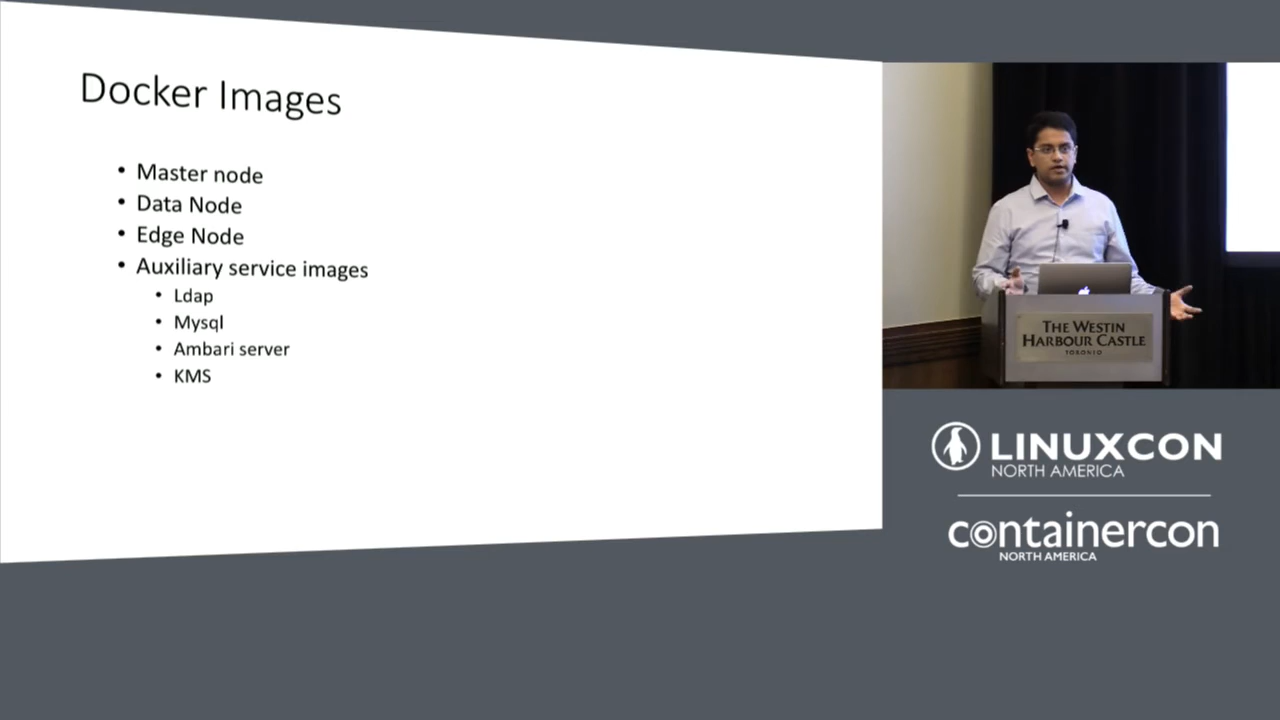 Docker Images
• Master node
• Data Node
• Edge Node
• Auxiliary service images
• Ldap
• Mysql
• Ambari server
• KMS
THE WESTIN
HARBOUR CASTLE
TORONTO
LINUXCON
NORTH AMERICA
containercon
NORTH AMERICA